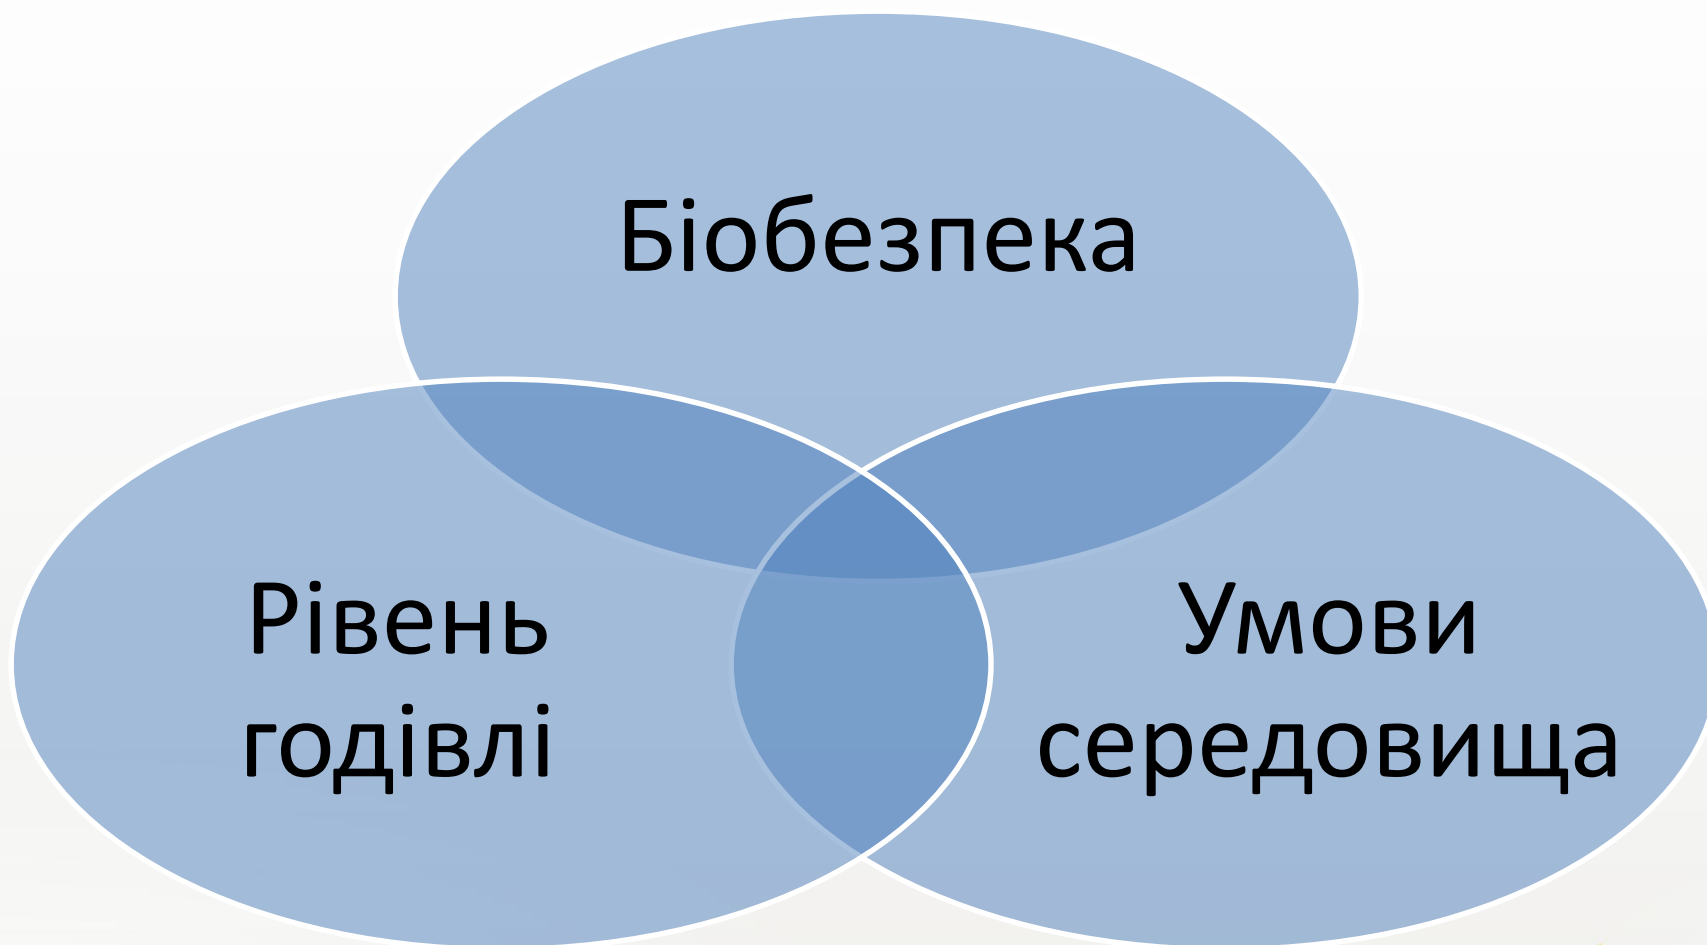 Біобезпека
Рівень
годівлі
Умови
середовища